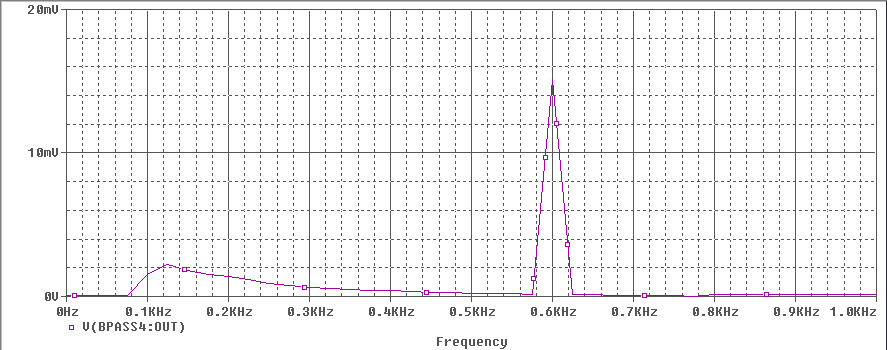 20mV
10mV
0V
0Hz 0.1KHz 0.2KHz 0.3KHz 0.4KHz 0.5KHz 0.6KHz 0.7KHz 0.8KHz 0.9KHz 1.0KHz
V(BPASS4:OUT)
Frequency